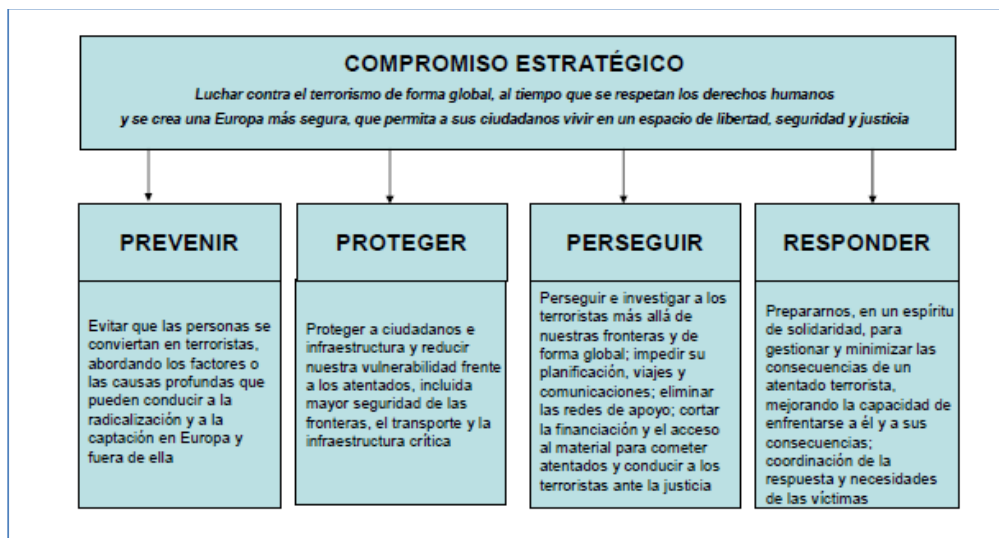 COMPROMISO ESTRATÉGICO
Luchar contra el terrorismo de forma global, al tiempo que se respetan los derechos humanos
y se crea una Europa más segura, que permita a sus ciudadanos vivir en un espacio de libertad, seguridad y justicia
PREVENIR
Evitar que las personas se
conviertan en terroristas,
abordando los factores o
las causas profundas que
pueden conducir a la
radicalización y a la
captación en Europa y
fuera de ella
PROTEGER
Proteger a ciudadanos e
infraestructura y reducir
nuestra vulnerabilidad frente
a los atentados, incluida
mayor seguridad de las
fronteras, el transporte y la
infraestructura crítica
PERSEGUIR
Perseguir e investigar a los
terroristas más allá de
nuestras fronteras y de
forma global; impedir su
planificación, viajes y
comunicaciones; eliminar
las redes de apoyo; cortar
la financiación y el acceso
al material para cometer
atentados y conducir a los
terroristas ante la justicia
RESPONDER
Prepararnos, en un espíritu
de solidaridad, para
gestionar y minimizar las
consecuencias de un
atentado terrorista,
mejorando la capacidad de
enfrentarse a él y a sus
consecuencias;
coordinación de la
respuesta y necesidades
de las víctimas